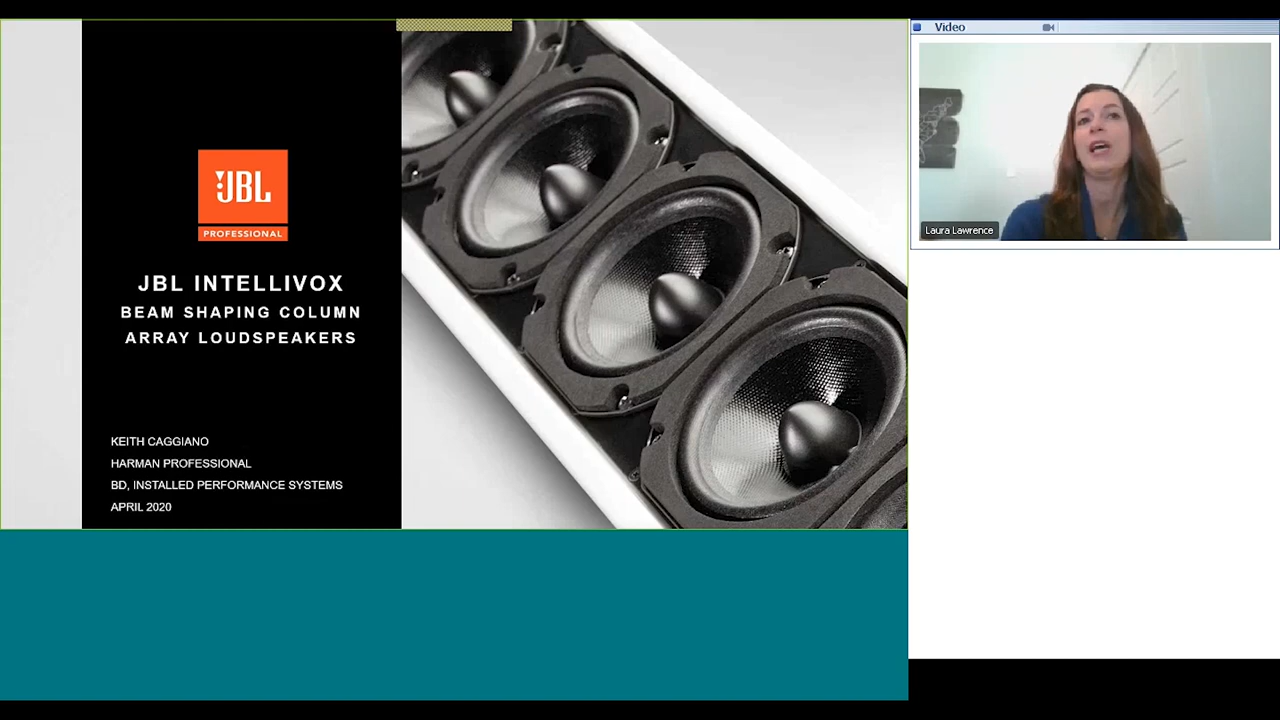 JBL
PROFESSIONAL
JBL INTELLIVOX
BEAM SHAPING COLUMN
ARRAY LOUDSPEAKERS
KEITH CAGGIANO
HARMAN PROFESSIONAL
BD, INSTALLED PERFORMANCE SYSTEMS
APRIL 2020
Video
Laura Lawrence